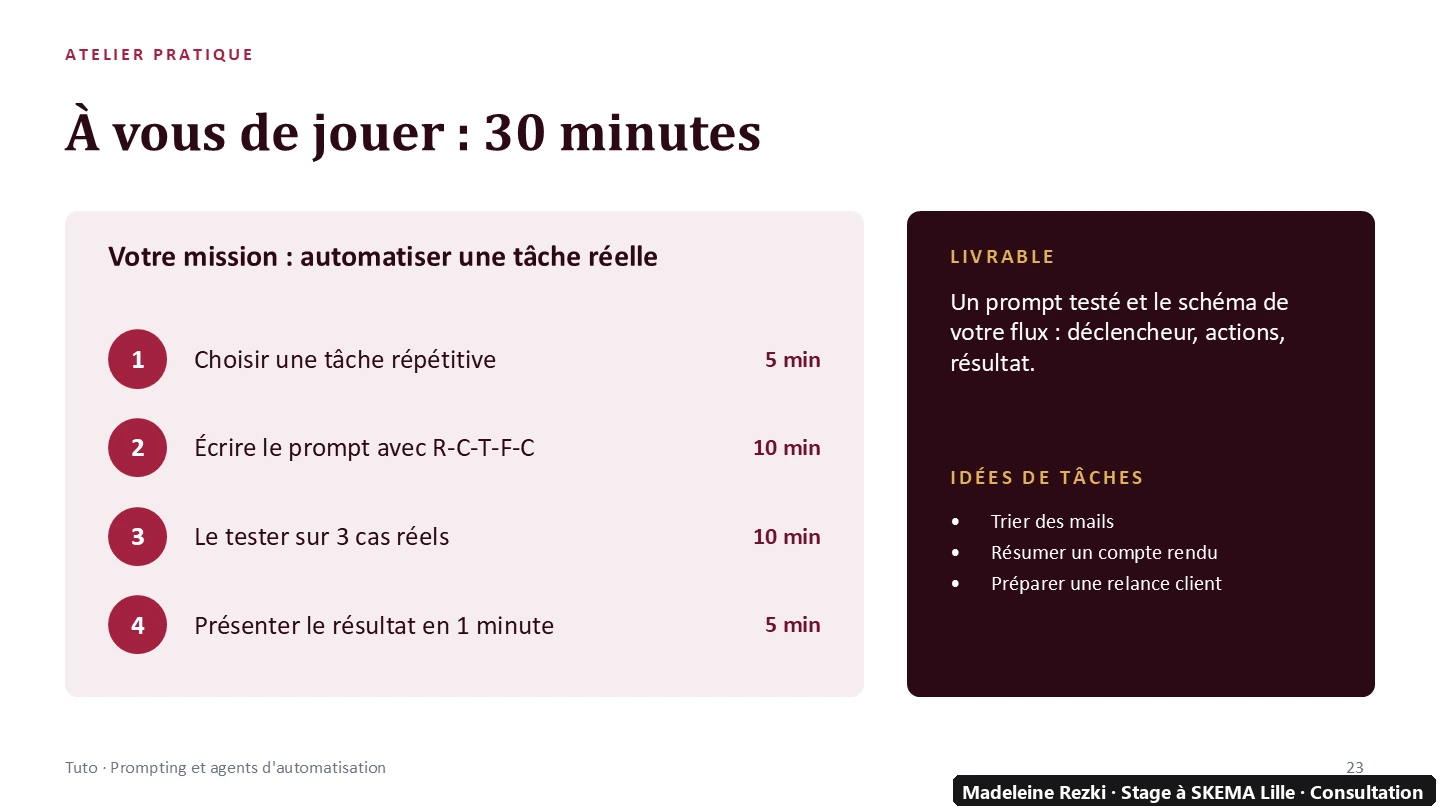 ATELIER PRATIQUE
À vous de jouer : 30 minutes
Votre mission : automatiser une tâche réelle
1 Choisir une tâche répétitive 5 min
2 Écrire le prompt avec R-C-T-F-C 10 min
3 Le tester sur 3 cas réels 10 min
4 Présenter le résultat en 1 minute 5 min
LIVRABLE
Un prompt testé et le schéma de
votre flux : déclencheur, actions,
résultat.
IDÉES DE TÂCHES
• Trier des mails
• Résumer un compte rendu
• Préparer une relance client
Tuto · Prompting et agents d'automatisation
23
Madeleine Rezki · Stage à SKEMA Lille · Consultation